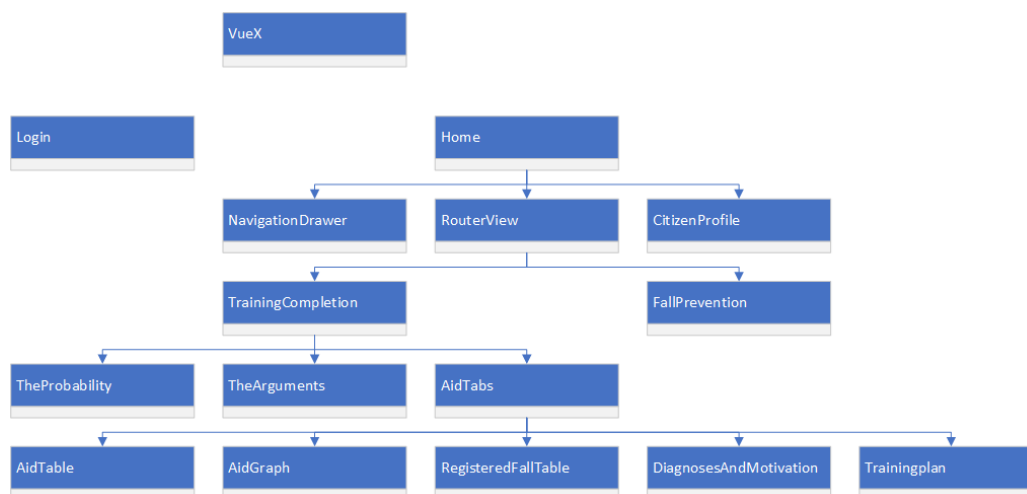 VueX
Login
Home
NavigationDrawer
RouterView
CitizenProfile
TrainingCompletion
FallPrevention
TheProbability
TheArguments
AidTabs
AidTable
AidGraph
RegisteredFallTable
DiagnosesAndMotivation
Trainingplan